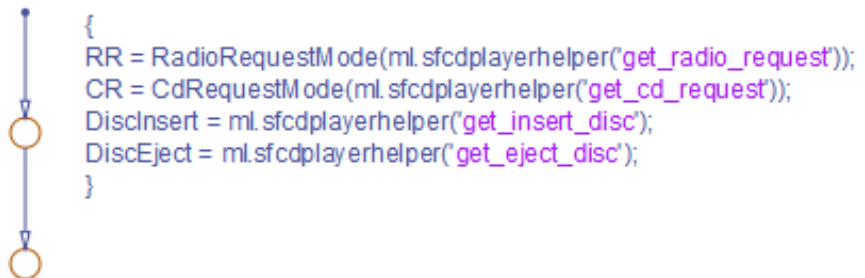 {
RR = RadioRequestMode(ml.sfcdplayerhelper('get_radio_request'));
CR = CdRequestMode(ml.sfcdplayerhelper('get_cd_request'));
DiscInsert = ml.sfcdplayerhelper('get_insert_disc');
DiscEject = ml.sfcdplayerhelper('get_eject_disc');
}